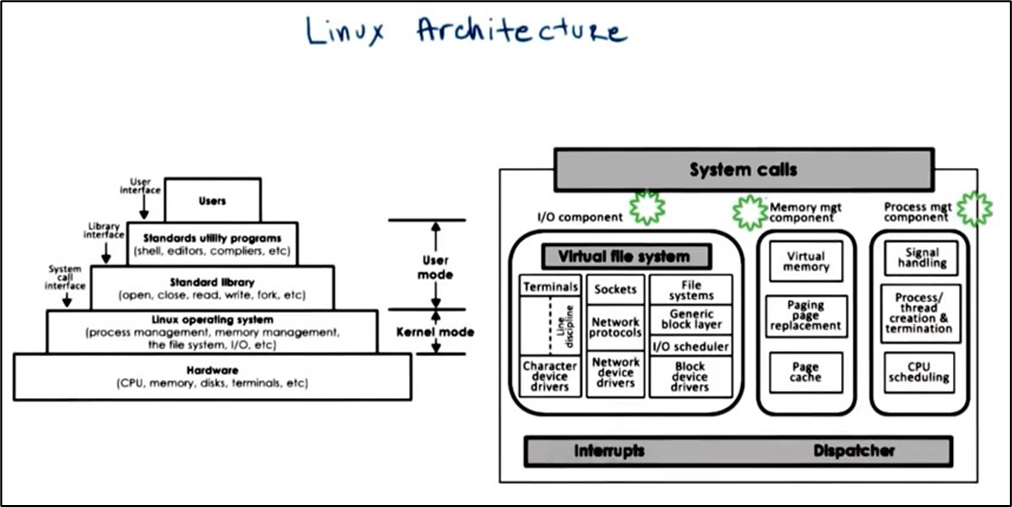 Linux Architecture
User
interface
Users
Library
interface
Standards utility programs
(shell, editors, compliers, etc)
System
call
interface
Standard library
(open, close, read, write, fork, etc)
User
mode
Linux operating system
(process management, memory management,
the file system, I/O, etc)
Kernel mode
Hardware
(CPU, memory, disks, terminals, etc)
System calls
I/O component
Memory mgt
component
Process mgt
component
Virtual file system
Terminals
Line
discipline
Character
device
drivers
Sockets
Network
protocols
Network
device
drivers
File
systems
Generic
block layer
I/O scheduler
Block
device
drivers
Virtual
memory
Paging
page
replacement
Page
cache
Signal
handling
Process/
thread
creation &
termination
CPU
scheduling
Interrupts
Dispatcher